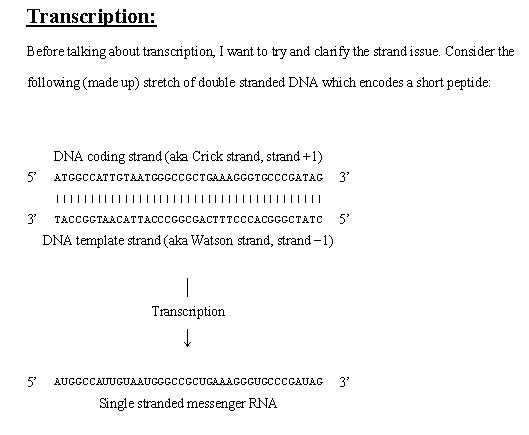 Transcription:
Before talking about transcription, I want to try and clarify the strand issue. Consider the
following (made up) stretch of double stranded DNA which encodes a short peptide:
DNA coding strand (aka Crick strand, strand +1)
5’ ATGGCCATTGTAATGGGCCGCTGAAAGGGTGCCCGATAG 3’
|||||||||||||||||||||||||||||||||||||||
3’ TACCGGTAACATTACCCGGCGACTTTCCCACGGGCTATC 5’
DNA template strand (aka Watson strand, strand −1)
Transcription
5’ AUGGCCAUUGUAAUGGGCCGCUGAAAGGGUGCCCGAUAG 3’
Single stranded messenger RNA